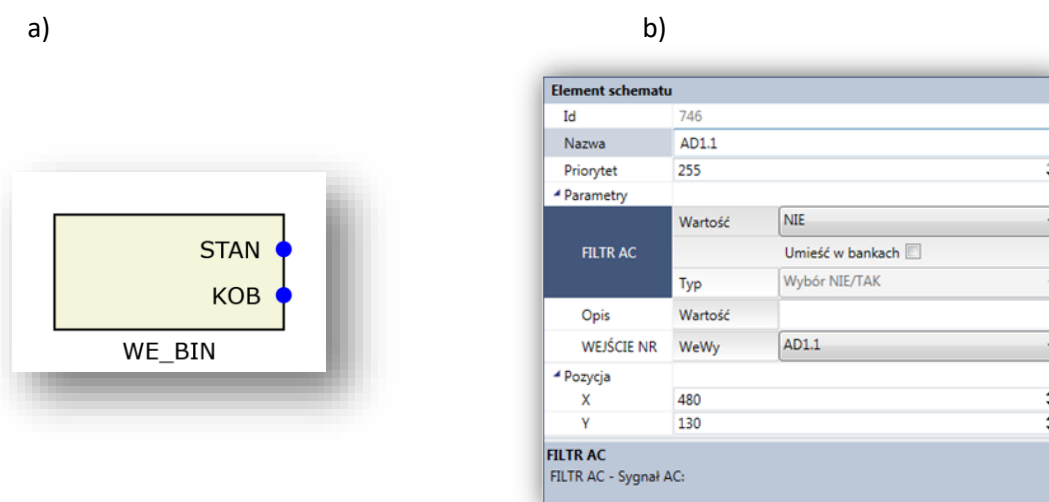 a)
b)
STAN
KOB
WE_BIN
Element schematu
Id 746
Nazwa AD1.1
Priorytet 255
Parametry
FILTR AC Wartość NIE
Umieść w bankach
Typ Wybór NIE/TAK
Opis Wartość
WEJŚCIE NR WeWy AD1.1
Pozycja
X 480
Y 130
FILTR AC
FILTR AC - Sygnał AC: